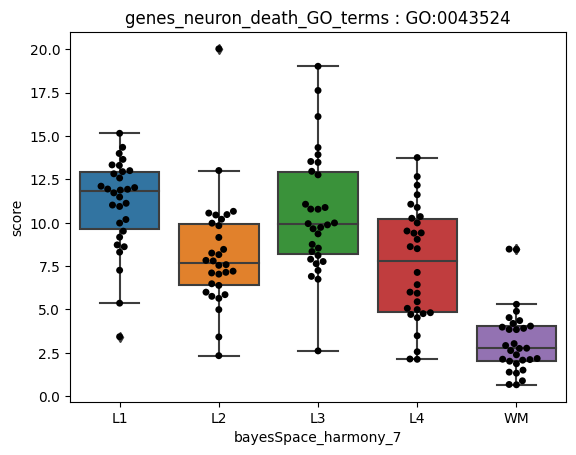 genes_neuron_death_GO_terms : GO:0043524
20.0
17.5
15.0
12.5
10.0
7.5
5.0
2.5
0.0
score
L1 L2 L3 L4 WM
bayesSpace_harmony_7